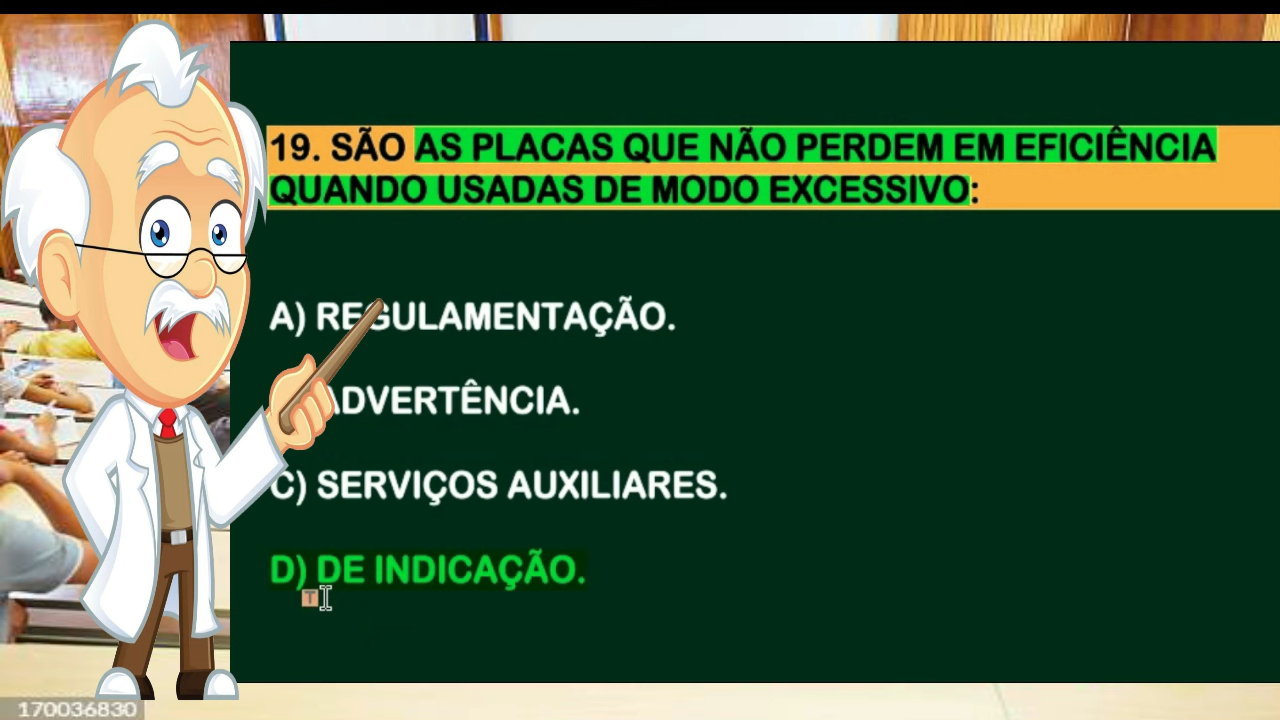 19. SÃO AS PLACAS QUE NÃO PERDEM EM EFICIÊNCIA
QUANDO USADAS DE MODO EXCESSIVO:
A) REGULAMENTAÇÃO.
ADVERTÊNCIA.
C) SERVIÇOS AUXILIARES.
D) DE INDICAÇÃO.
T
170036830